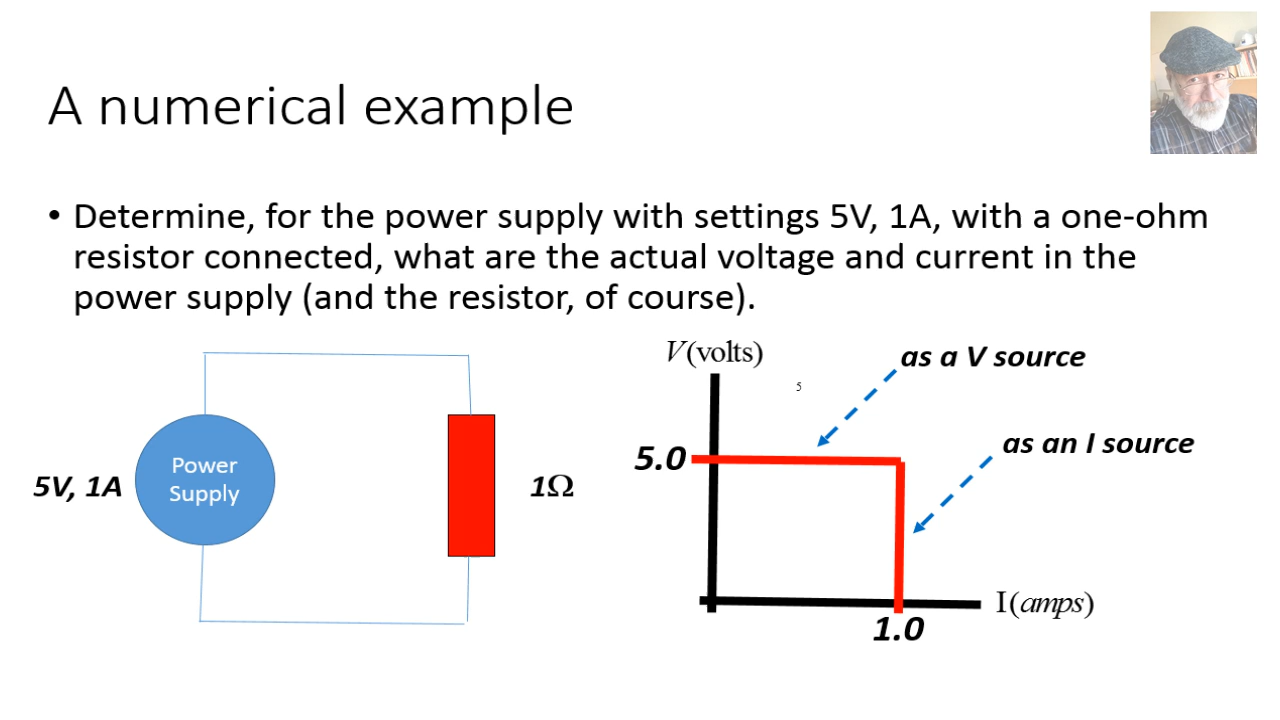 A numerical example
• Determine, for the power supply with settings 5V, 1A, with a one-ohm
resistor connected, what are the actual voltage and current in the
power supply (and the resistor, of course).
Power
Supply
5V, 1A
1Ω
V(volts)
5
as a V source
as an I source
5.0
I(amps)
1.0